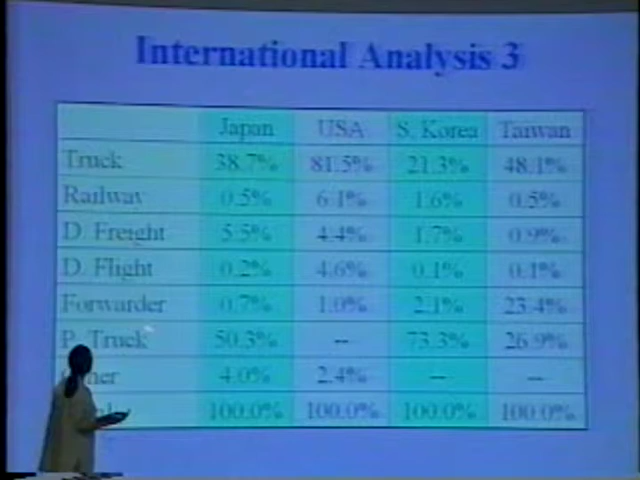 International Analysis 3
Japan USA S. Korea Taiwan
Truck 38.7% 81.5% 21.3% 48.1%
Railway 0.5% 6.1% 1.6% 0.5%
D. Freight 5.5% 4.4% 1.7% 0.9%
D. Flight 0.2% 4.6% 0.1% 0.1%
Forwarder 0.7% 1.0% 2.1% 23.4%
P. Truck 50.3% -- 73.3% 26.9%
4.0% 2.4% -- --
100.0% 100.0% 100.0% 100.0%